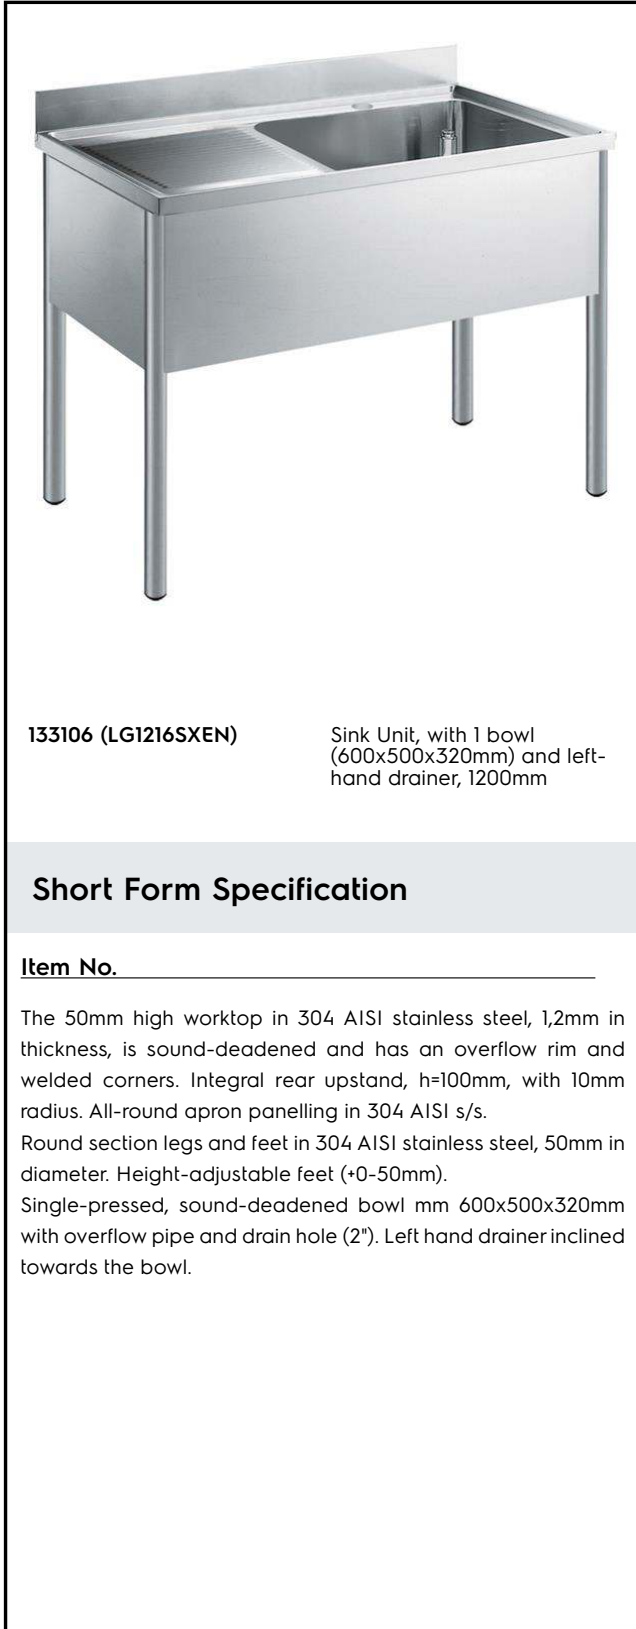 133106 (LG1216SXEN)
Sink Unit, with 1 bowl
(600x500x320mm) and left-
hand drainer, 1200mm
Short Form Specification
Item No.
The 50mm high worktop in 304 AISI stainless steel, 1,2mm in
thickness, is sound-deadened and has an overflow rim and
welded corners. Integral rear upstand, h=100mm, with 10mm
radius. All-round apron panelling in 304 AISI s/s.
Round section legs and feet in 304 AISI stainless steel, 50mm in
diameter. Height-adjustable feet (+0-50mm).
Single-pressed, sound-deadened bowl mm 600x500x320mm
with overflow pipe and drain hole (2"). Left hand drainer inclined
towards the bowl.